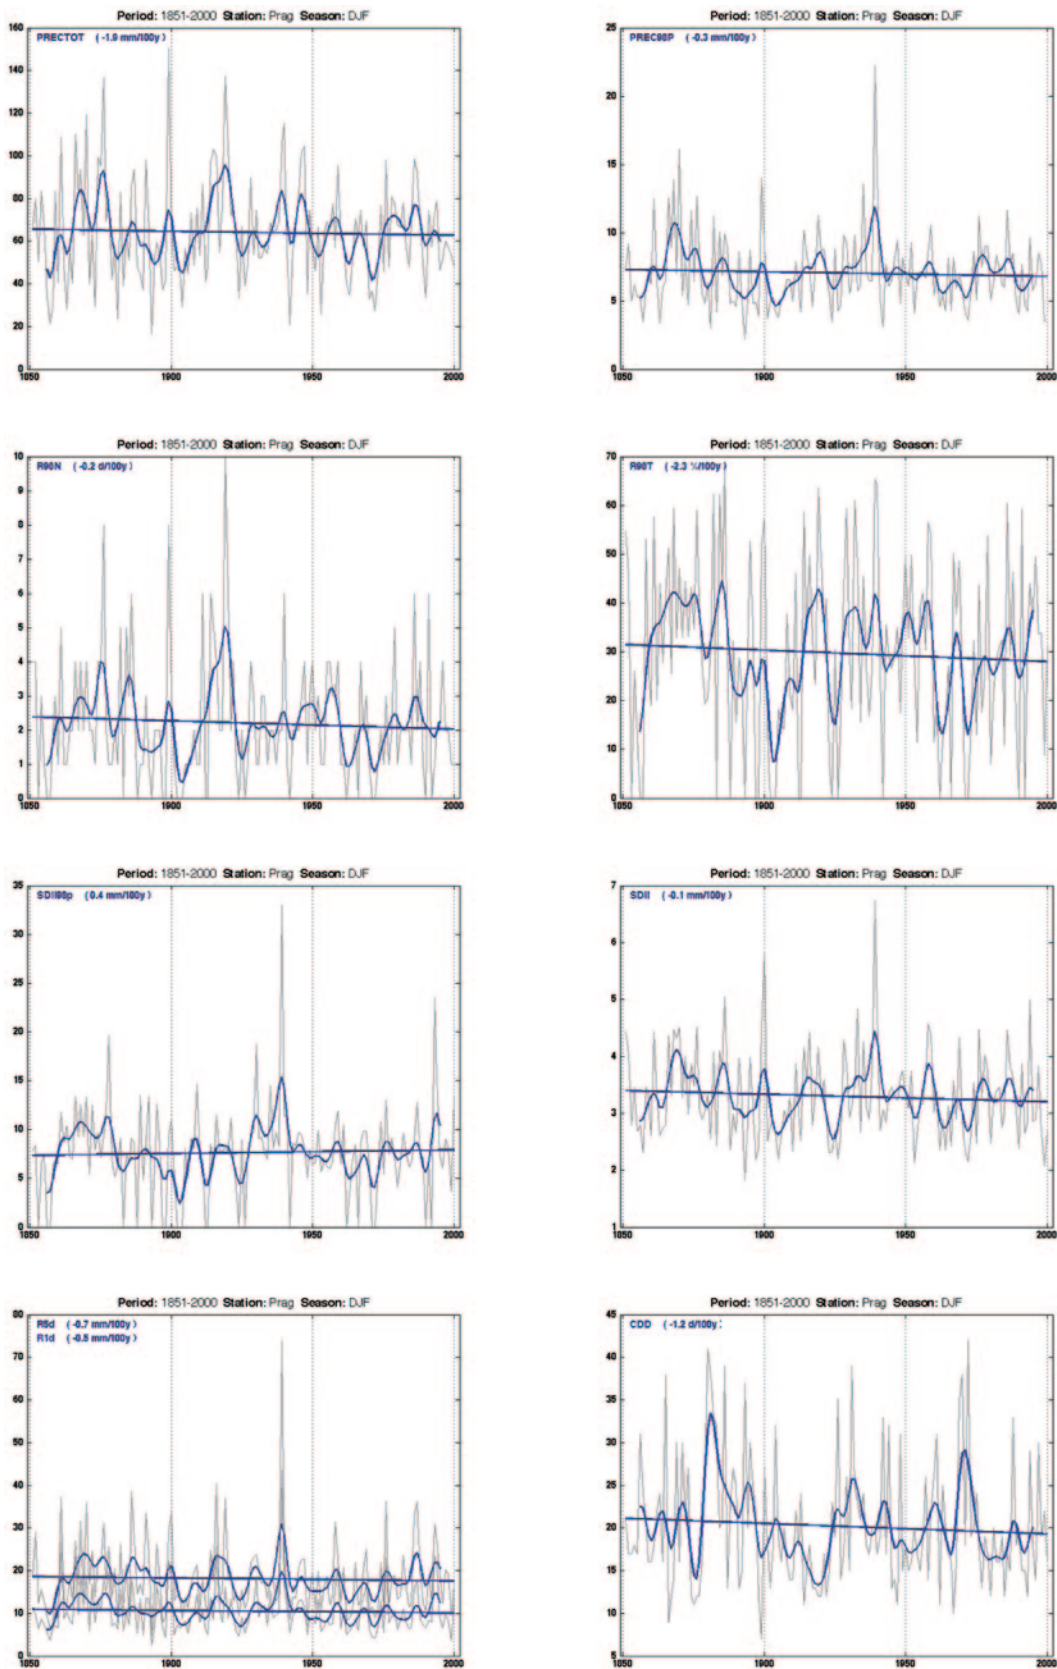 Period: 1851-2000 Station: Prag Season: DJF
PRECTOT ( -1.9 mm/100y )
160
140
120
100
80
60
40
20
0
1850 1900 1950 2000
Period: 1851-2000 Station: Prag Season: DJF
PREC98P ( -0.3 mm/100y )
25
20
15
10
5
0
1850 1900 1950 2000
Period: 1851-2000 Station: Prag Season: DJF
R90N ( -0.2 d/100y )
10
9
8
7
6
5
4
3
2
1
0
1850 1900 1950 2000
Period: 1851-2000 Station: Prag Season: DJF
R90T ( -2.3 %/100y )
70
60
50
40
30
20
10
0
1850 1900 1950 2000
Period: 1851-2000 Station: Prag Season: DJF
SDII98p ( 0.4 mm/100y )
35
30
25
20
15
10
5
0
1850 1900 1950 2000
Period: 1851-2000 Station: Prag Season: DJF
SDII ( -0.1 mm/100y )
7
6
5
4
3
2
1
1850 1900 1950 2000
Period: 1851-2000 Station: Prag Season: DJF
R5d ( -0.7 mm/100y )
R1d ( -0.5 mm/100y )
80
70
60
50
40
30
20
10
0
1850 1900 1950 2000
Period: 1851-2000 Station: Prag Season: DJF
CDD ( -1.2 d/100y )
45
40
35
30
25
20
15
10
5
1850 1900 1950 2000